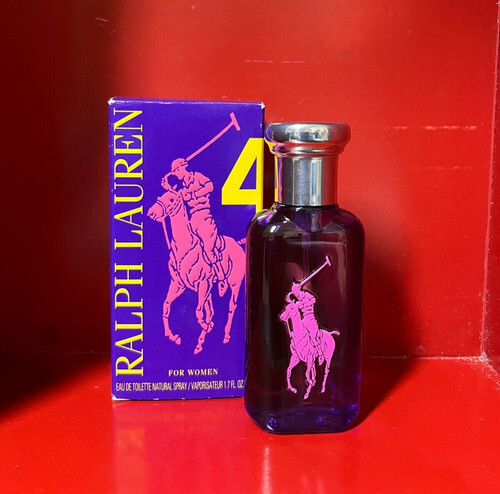 RALPH LAUREN
4
FOR WOMEN
EAU DE TOILETTE NATURAL SPRAY / VAPORISATEUR 1.7 FL. OZ.